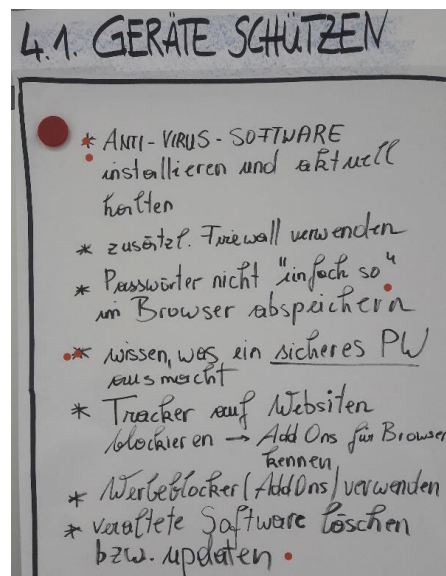 4.1. GERÄTE SCHÜTZEN
* ANTI-VIRUS-SOFTWARE
installieren und aktuell
halten
* zusätzl. Firewall verwenden
* Passwörter nicht "einfach so"
im Browser abspeichern
* wissen, was ein sicheres PW
ausmacht
* Tracker auf Websiten
blockieren → Add Ons für Browser
kennen
* Werbeblocker (AddOns) verwenden
* veraltete Software löschen
bzw. updaten